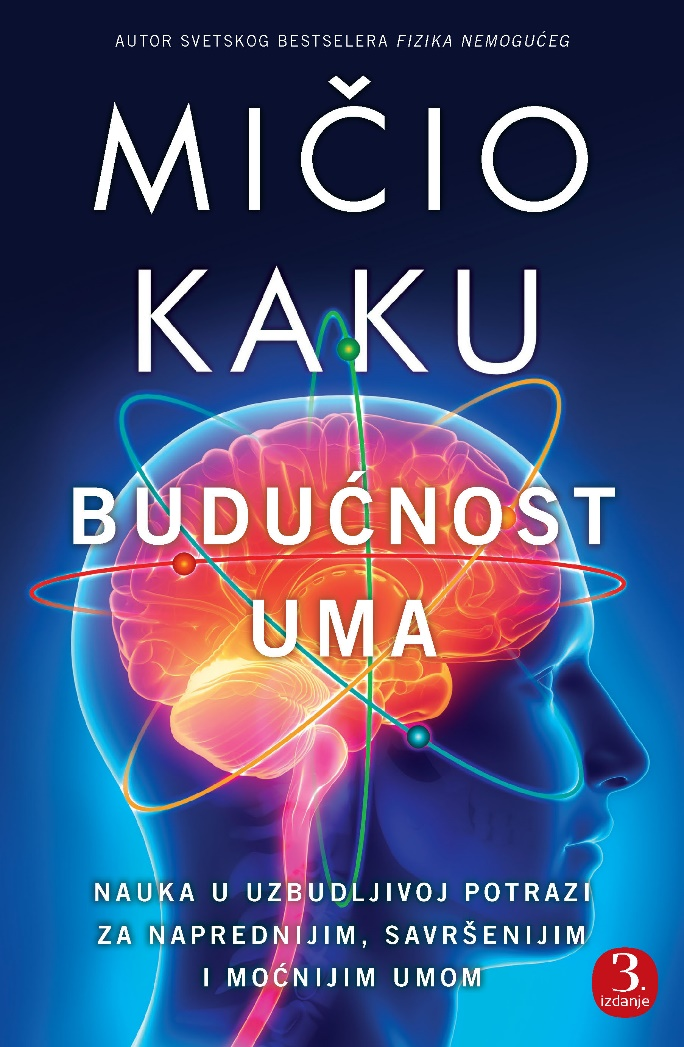 AUTOR SVETSKOG BESTSELERA FIZIKA NEMOGUĆEG
MIČIO
KAKU
BUDUĆNOST
UMA
NAUKA U UZBUDLJIVOJ POTRAZI
ZA NAPREDNIJIM, SAVRŠENIJIM
I MOĆNIJIM UMOM
3.
izdanje